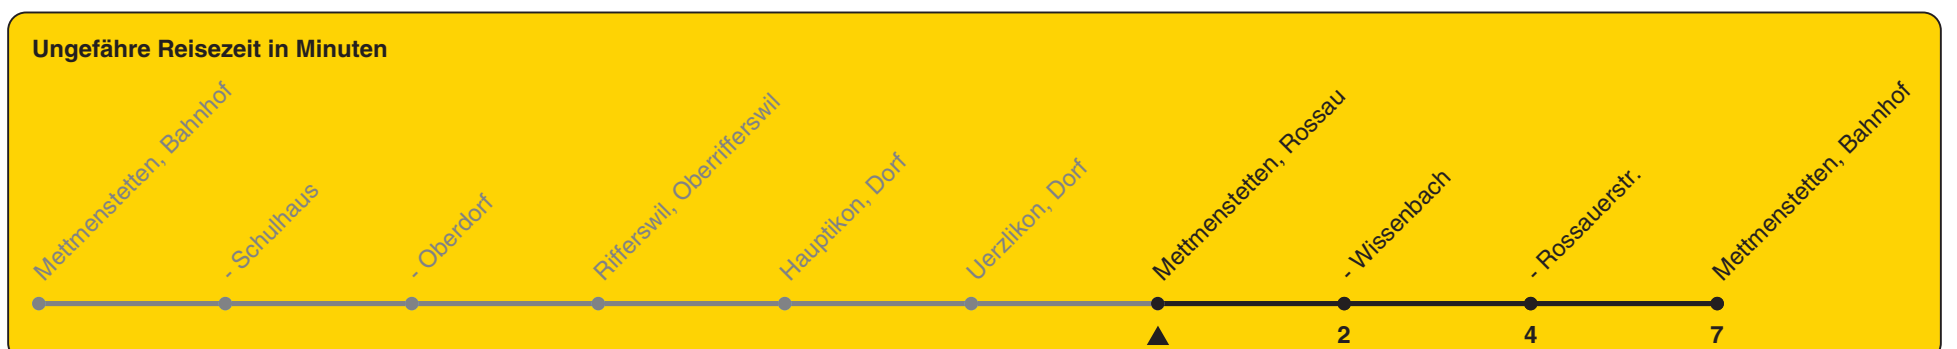 Ungefähre Reisezeit in Minuten
Mettmenstetten, Bahnhof
- Schulhaus
- Oberdorf
Rifferswil, Oberrifferswil
Hauptikon, Dorf
Uerzlikon, Dorf
Mettmenstetten, Rossau
- Wissenbach
- Rossauerstr.
Mettmenstetten, Bahnhof
2 4 7